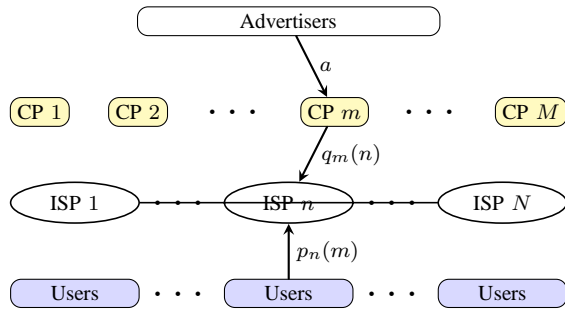 Advertisers
a
CP 1 CP 2 · · · CP m · · · CP M
q_m(n)
ISP 1 · · · ISP n · · · ISP N
p_n(m)
Users · · · Users · · · Users